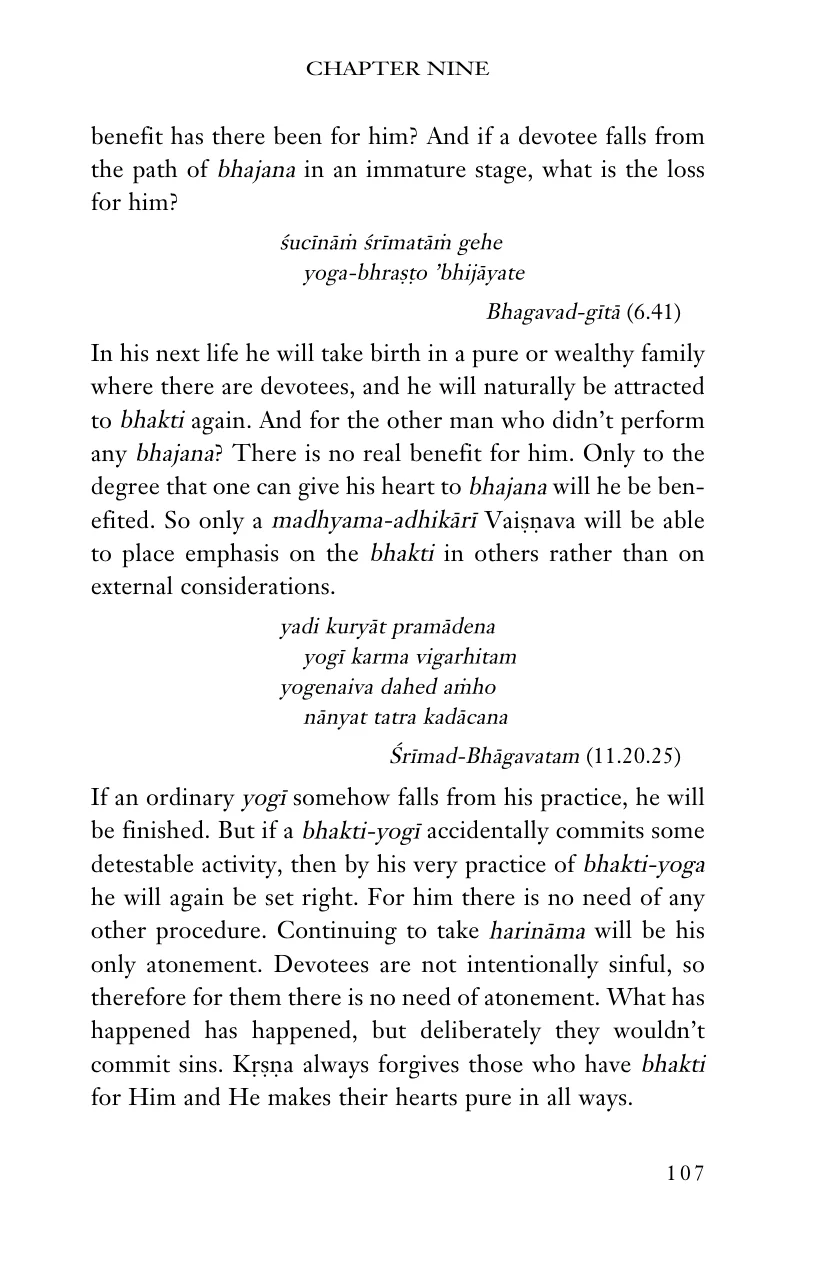 CHAPTER NINE
benefit has there been for him? And if a devotee falls from
the path of bhajana in an immature stage, what is the loss
for him?
śucīnāṁ śrīmatāṁ gehe
yoga-bhraṣṭo ’bhijāyate
Bhagavad-gītā (6.41)
In his next life he will take birth in a pure or wealthy family
where there are devotees, and he will naturally be attracted
to bhakti again. And for the other man who didn’t perform
any bhajana? There is no real benefit for him. Only to the
degree that one can give his heart to bhajana will he be ben-
efited. So only a madhyama-adhikārī Vaiṣṇava will be able
to place emphasis on the bhakti in others rather than on
external considerations.
yadi kuryāt pramādena
yogī karma vigarhitam
yogenaiva dahed aṁho
nānyat tatra kadācana
Śrīmad-Bhāgavatam (11.20.25)
If an ordinary yogī somehow falls from his practice, he will
be finished. But if a bhakti-yogī accidentally commits some
detestable activity, then by his very practice of bhakti-yoga
he will again be set right. For him there is no need of any
other procedure. Continuing to take harināma will be his
only atonement. Devotees are not intentionally sinful, so
therefore for them there is no need of atonement. What has
happened has happened, but deliberately they wouldn’t
commit sins. Kṛṣṇa always forgives those who have bhakti
for Him and He makes their hearts pure in all ways.
107